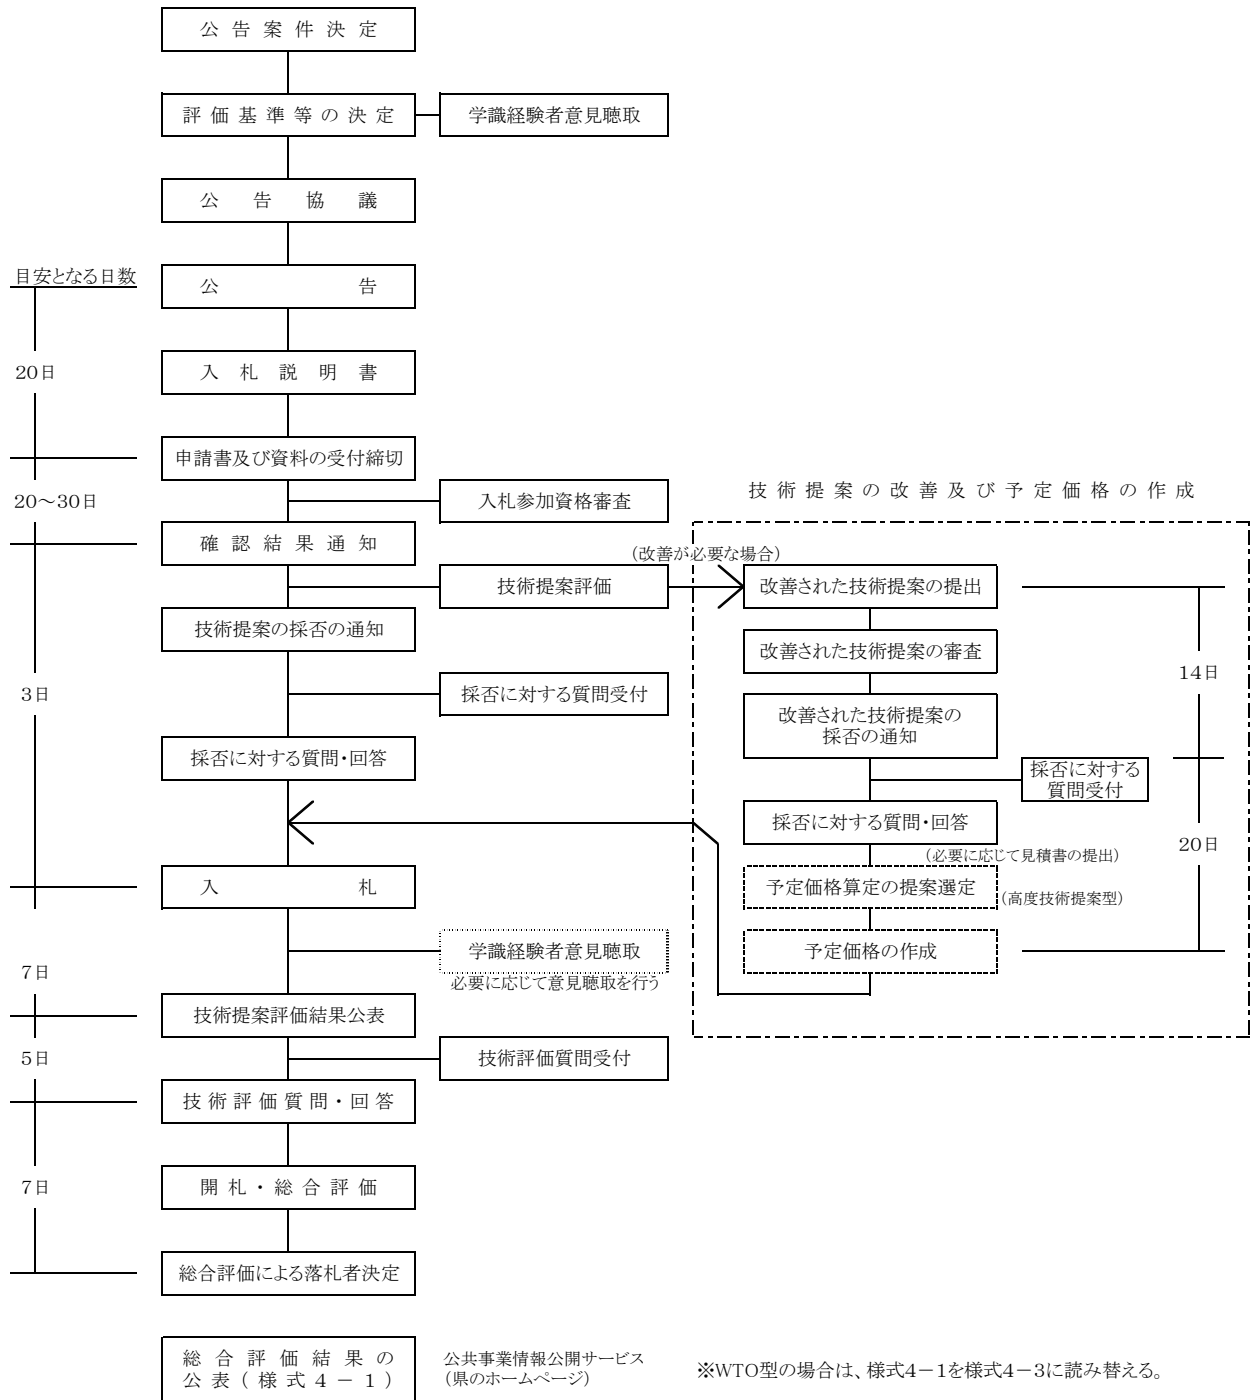 公告案件決定
評価基準等の決定
学識経験者意見聴取
公告協議
目安となる日数
公告
20日
入札説明書
申請書及び資料の受付締切
20～30日
入札参加資格審査
技術提案の改善及び予定価格の作成
確認結果通知
(改善が必要な場合)
技術提案評価
改善された技術提案の提出
技術提案の採否の通知
改善された技術提案の審査
14日
3日
採否に対する質問受付
改善された技術提案の
採否の通知
採否に対する質問・回答
採否に対する
質問受付
採否に対する質問・回答
20日
(必要に応じて見積書の提出)
入札
予定価格算定の提案選定
(高度技術提案型)
学識経験者意見聴取
予定価格の作成
7日
必要に応じて意見聴取を行う
技術提案評価結果公表
5日
技術評価質問受付
技術評価質問・回答
7日
開札・総合評価
総合評価による落札者決定
総合評価結果の
公表(様式4－1)
公共事業情報公開サービス
(県のホームページ)
※WTO型の場合は、様式4－1を様式4－3に読み替える。